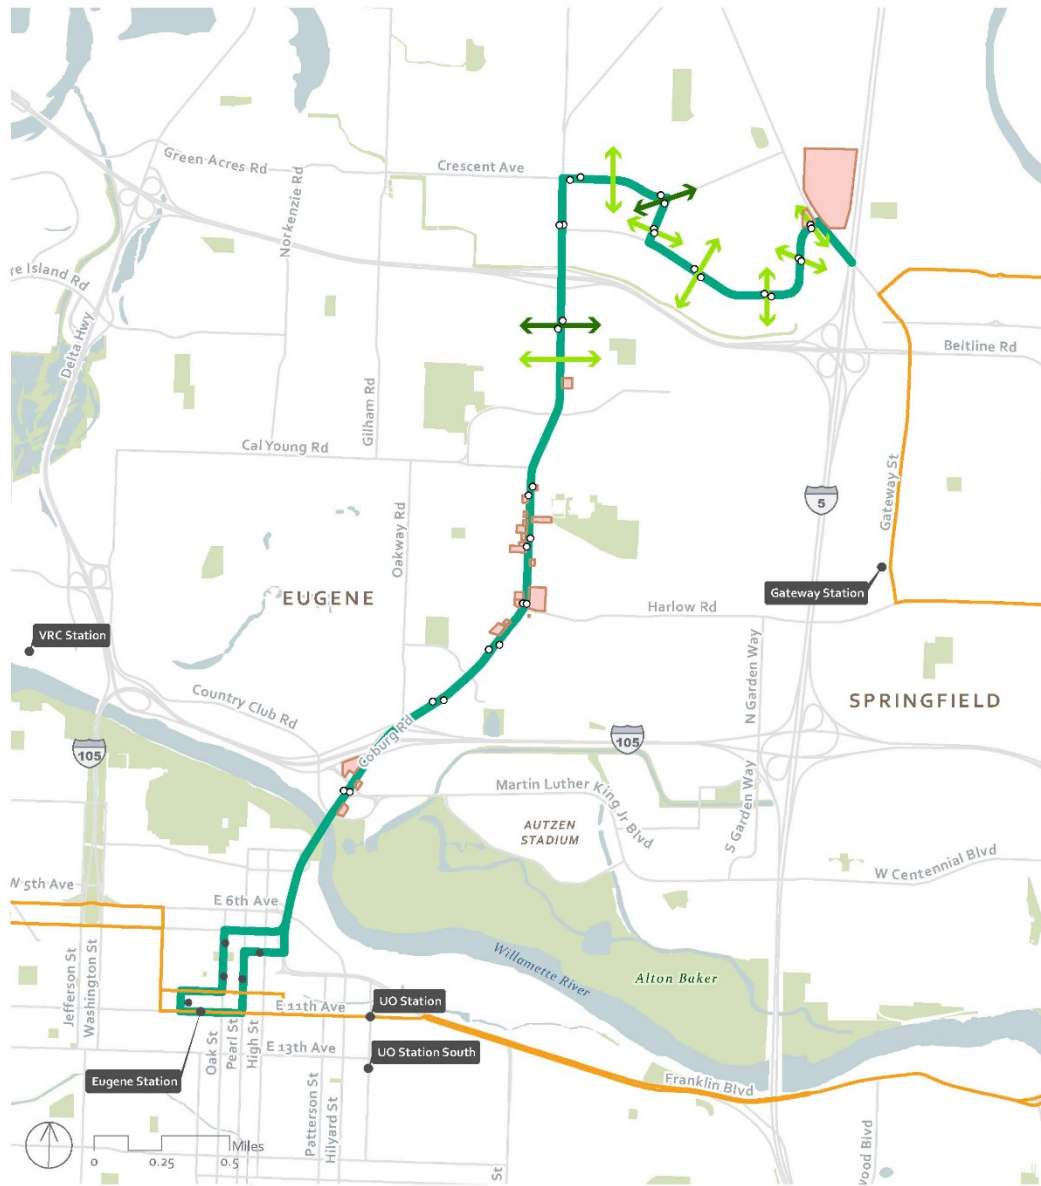 Green Acres Rd
Crescent Ave
Norkenzie Rd
re Island Rd
Delta Hwy
Gilham Rd
Beltline Rd
Cal Young Rd
Gateway St
5
Oakway Rd
EUGENE
Gateway Station
Harlow Rd
VRC Station
N Garden Way
Country Club Rd
SPRINGFIELD
Coburg Rd
105
105
Martin Luther
King Jr Blvd
S Garden Way
AUTZEN
STADIUM
W Centennial Blvd
W 5th Ave
E 6th Ave
Willamette River
Alton Baker
Jefferson St
Washington St
E 11th Ave
UO Station
Oak St
Pearl St
High St
E 13th Ave
UO Station South
Eugene Station
Franklin Blvd
Patterson St
Hilyard St
St
wood Blvd
Miles
0
0.25
0.5